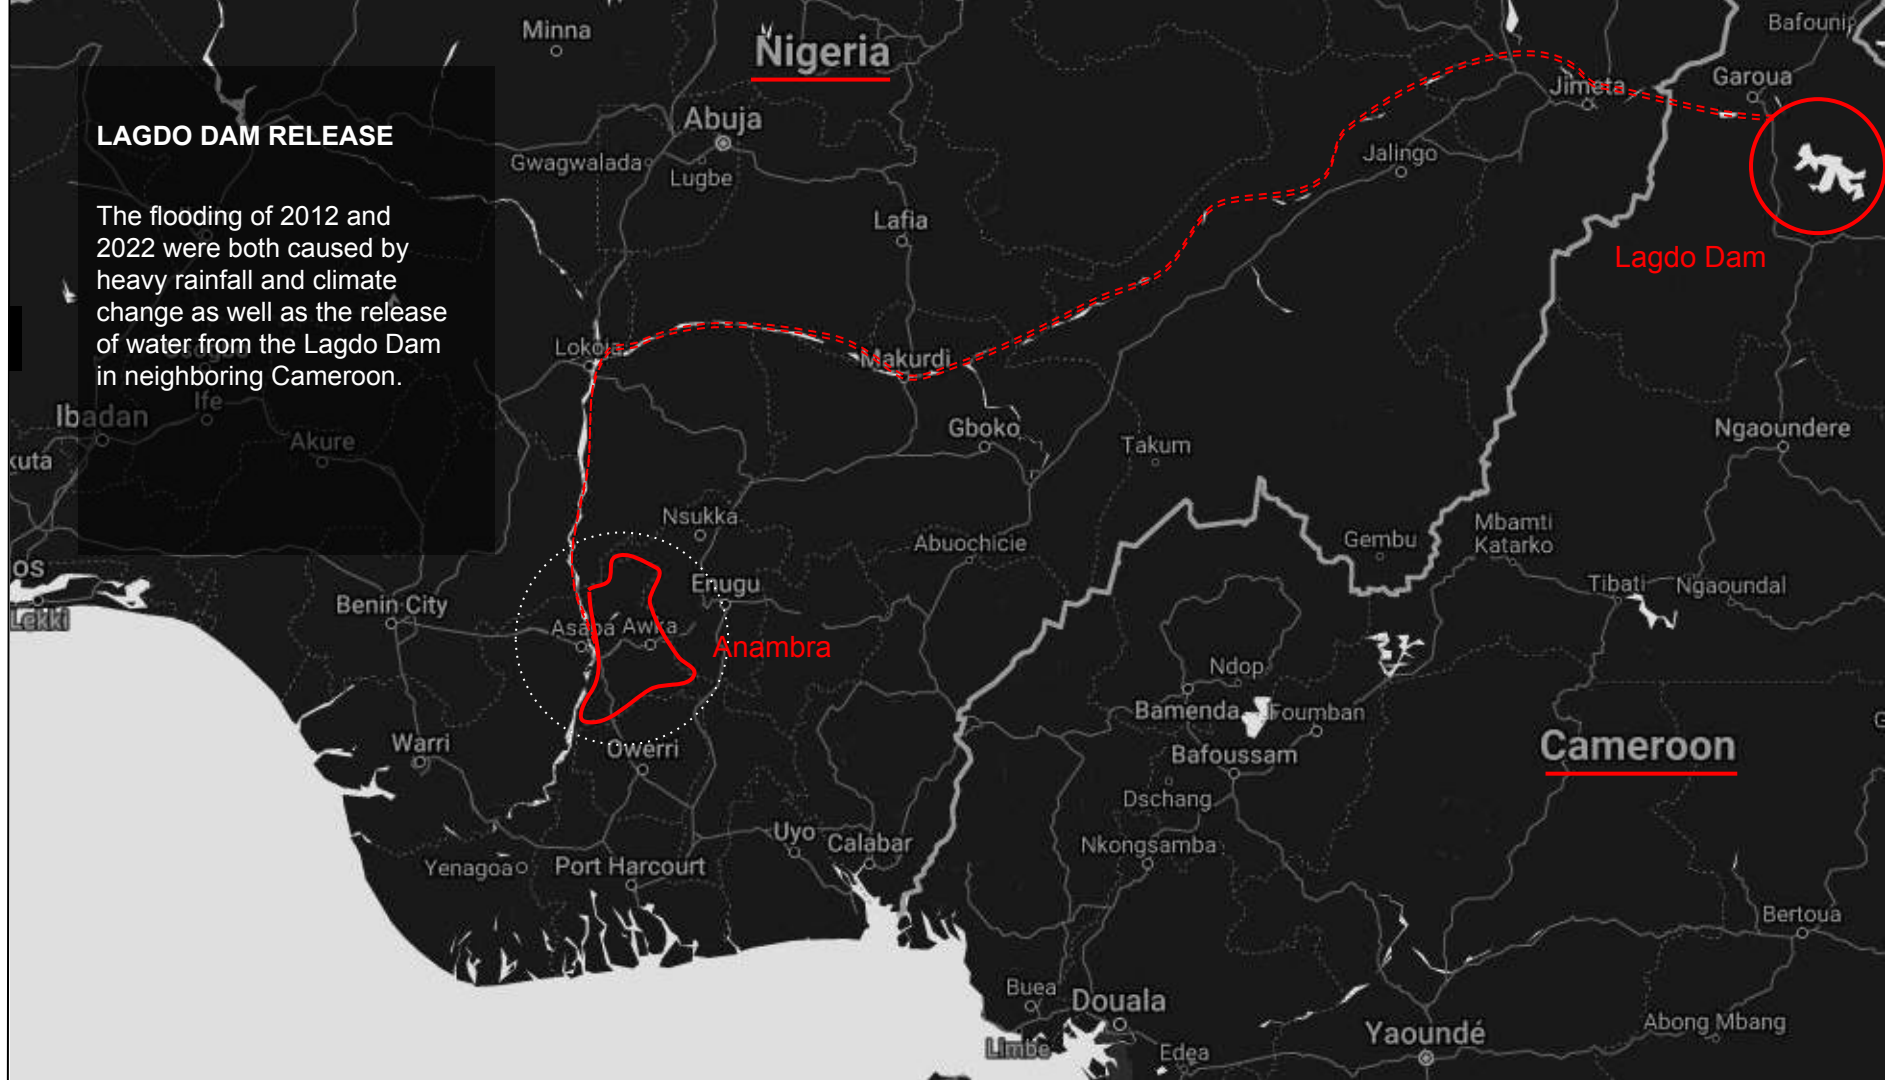 Minna
Nigeria
Bafouni
Garoua
Jimeta
LAGDO DAM RELEASE
Abuja
Gwagwalada
Lugbe
Jalingo
The flooding of 2012 and
2022 were both caused by
heavy rainfall and climate
change as well as the release
of water from the Lagdo Dam
in neighboring Cameroon.
Lafia
Lagdo Dam
Lokoja
Makurdi
Ibadan
Ife
Akure
Gboko
Takum
Ngaoundere
kuta
Nsukka
Abuochicie
Gembu
Mbamti
Katarko
os
Lekki
Benin City
Enugu
Tibati
Ngaoundal
Asaba
Awka
Anambra
Ndop
Bamenda
Foumban
Warri
Owerri
Bafoussam
Cameroon
Dschang
Uyo
Calabar
Nkongsamba
Yenagoa
Port Harcourt
Bertoua
Buea
Douala
Limbe
Edea
Yaoundé
Abong Mbang